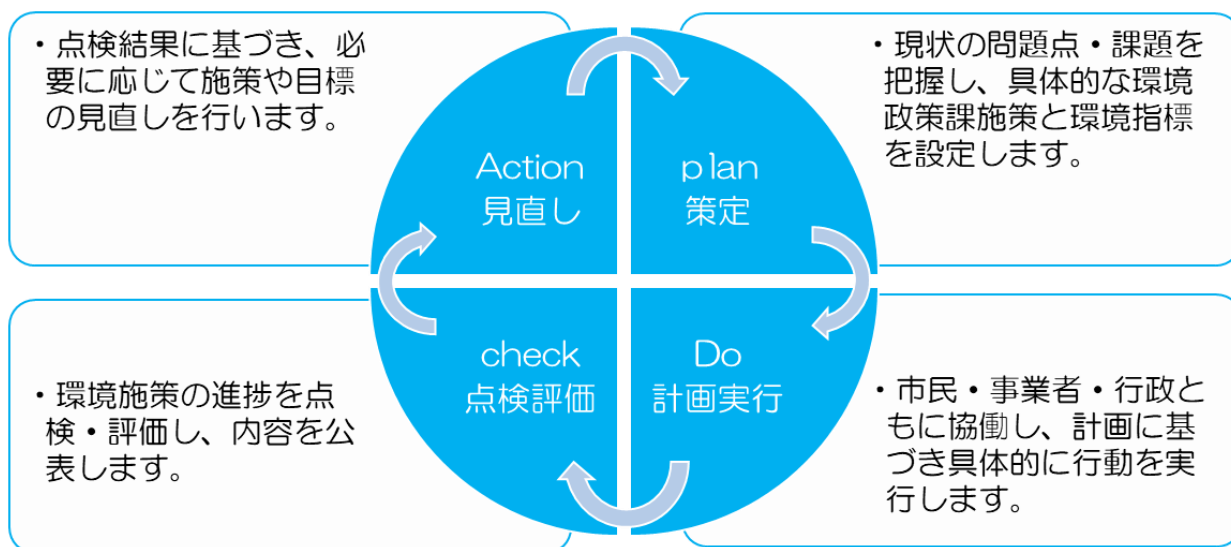 ・点検結果に基づき、必
要に応じて施策や目標
の見直しを行います。
・現状の問題点・課題を
把握し、具体的な環境
政策課施策と環境指標
を設定します。
Action
見直し
plan
策定
check
点検評価
Do
計画実行
・環境施策の進捗を点
検・評価し、内容を公
表します。
・市民・事業者・行政と
もに協働し、計画に基
づき具体的に行動を実
行します。